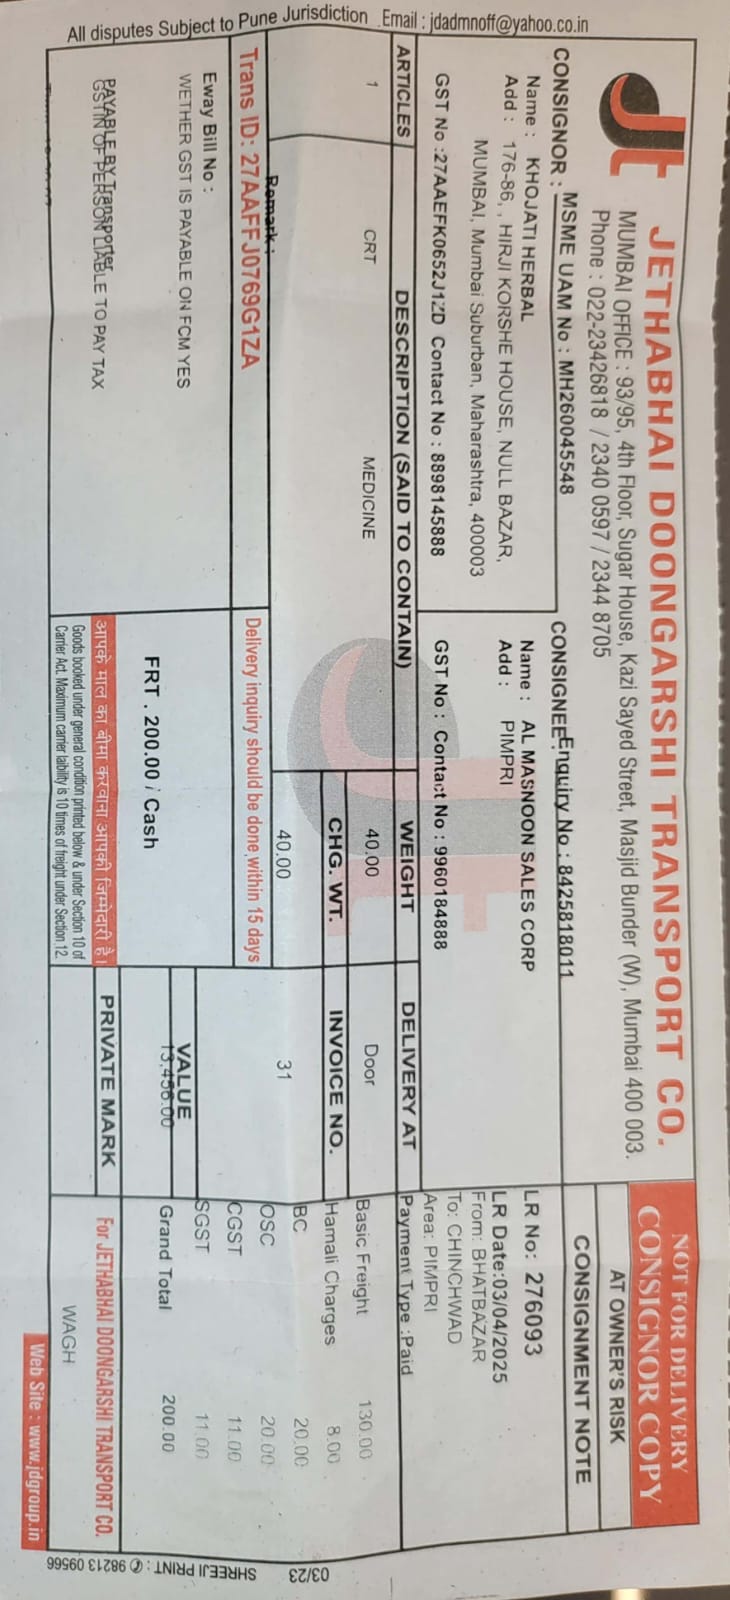 JETHABHAI DOONGARSHI TRANSPORT CO.
MUMBAI OFFICE : 93/95, 4th Floor, Sugar House, Kazi Sayed Street, Masjid Bunder (W), Mumbai 400 003.
Phone : 022-23426818 / 2340 0597 / 2344 8705
NOT FOR DELIVERY
CONSIGNOR COPY
AT OWNER'S RISK
CONSIGNMENT NOTE
MSME UAM No : MH260045548
Enquiry No : 8425818011
CONSIGNOR :
Name : KHOJATI HERBAL
Add : 176-86, , HIRJI KORSHE HOUSE, NULL BAZAR,
MUMBAI, Mumbai Suburban, Maharashtra, 400003
GST No :27AAEFK0652J1ZD Contact No : 8898145888
CONSIGNEE :
Name : AL MASNOON SALES CORP
Add : PIMPRI
GST No : Contact No : 9960184888
LR No: 276093
LR Date:03/04/2025
From: BHATBAZAR
To: CHINCHWAD
Area: PIMPRI
Payment Type :Paid
ARTICLES DESCRIPTION (SAID TO CONTAIN) WEIGHT DELIVERY AT
1 CRT MEDICINE 40.00 Door
CHG. WT. INVOICE NO.
40.00 31
Basic Freight 130.00
Hamali Charges 8.00
BC 20.00
OSC 20.00
CGST 11.00
SGST 11.00
Grand Total 200.00
Remark :
Trans ID: 27AAFFJ0769G1ZA
Delivery inquiry should be done within 15 days
Eway Bill No :
WETHER GST IS PAYABLE ON FCM YES
VALUE
13,456.00
FRT . 200.00 / Cash
PAYABLE BY Transporter
GSTIN OF PERSON LIABLE TO PAY TAX
आपके माल का बीमा करवाना आपकी जिम्मेदारी है।
PRIVATE MARK
For JETHABHAI DOONGARSHI TRANSPORT CO.
WAGH
Goods booked under general condition printed below & under Section 10 of
Carrier Act. Maximum carrier laibility is 10 times of freight under Section 12.
Web Site : www.jdgroup.in
All disputes Subject to Pune Jurisdiction . Email : jdadmnoff@yahoo.co.in
03/23
SHREEJI PRINT : 98213 09566